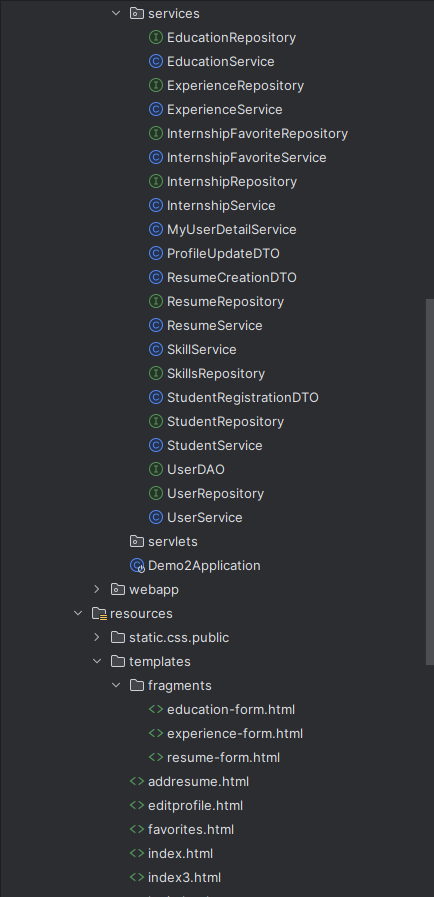 services
EducationRepository
EducationService
ExperienceRepository
ExperienceService
InternshipFavoriteRepository
InternshipFavoriteService
InternshipRepository
InternshipService
MyUserDetailService
ProfileUpdateDTO
ResumeCreationDTO
ResumeRepository
ResumeService
SkillService
SkillsRepository
StudentRegistrationDTO
StudentRepository
StudentService
UserDAO
UserRepository
UserService
servlets
Demo2Application
webapp
resources
static.css.public
templates
fragments
education-form.html
experience-form.html
resume-form.html
addresume.html
editprofile.html
favorites.html
index.html
index3.html